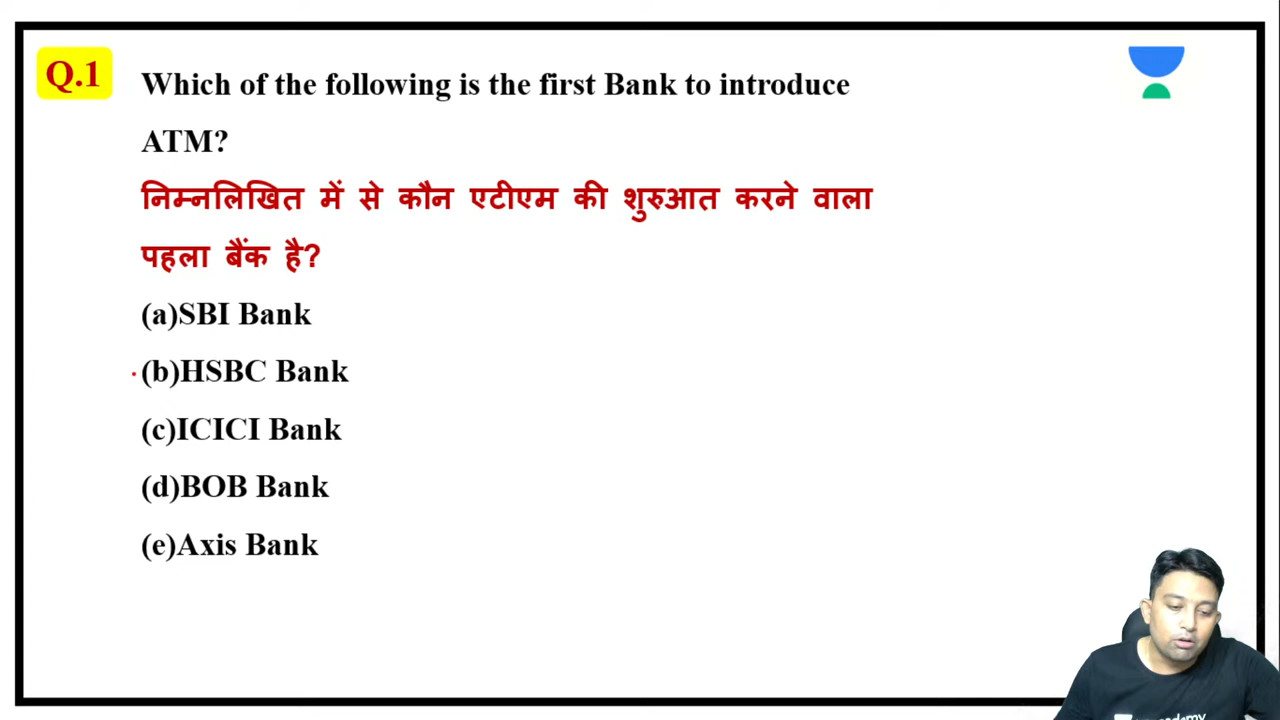 Q.1
Which of the following is the first Bank to introduce
ATM?
निम्नलिखित में से कौन एटीएम की शुरुआत करने वाला
पहला बैंक है?
(a)SBI Bank
(b)HSBC Bank
(c)ICICI Bank
(d)BOB Bank
(e)Axis Bank